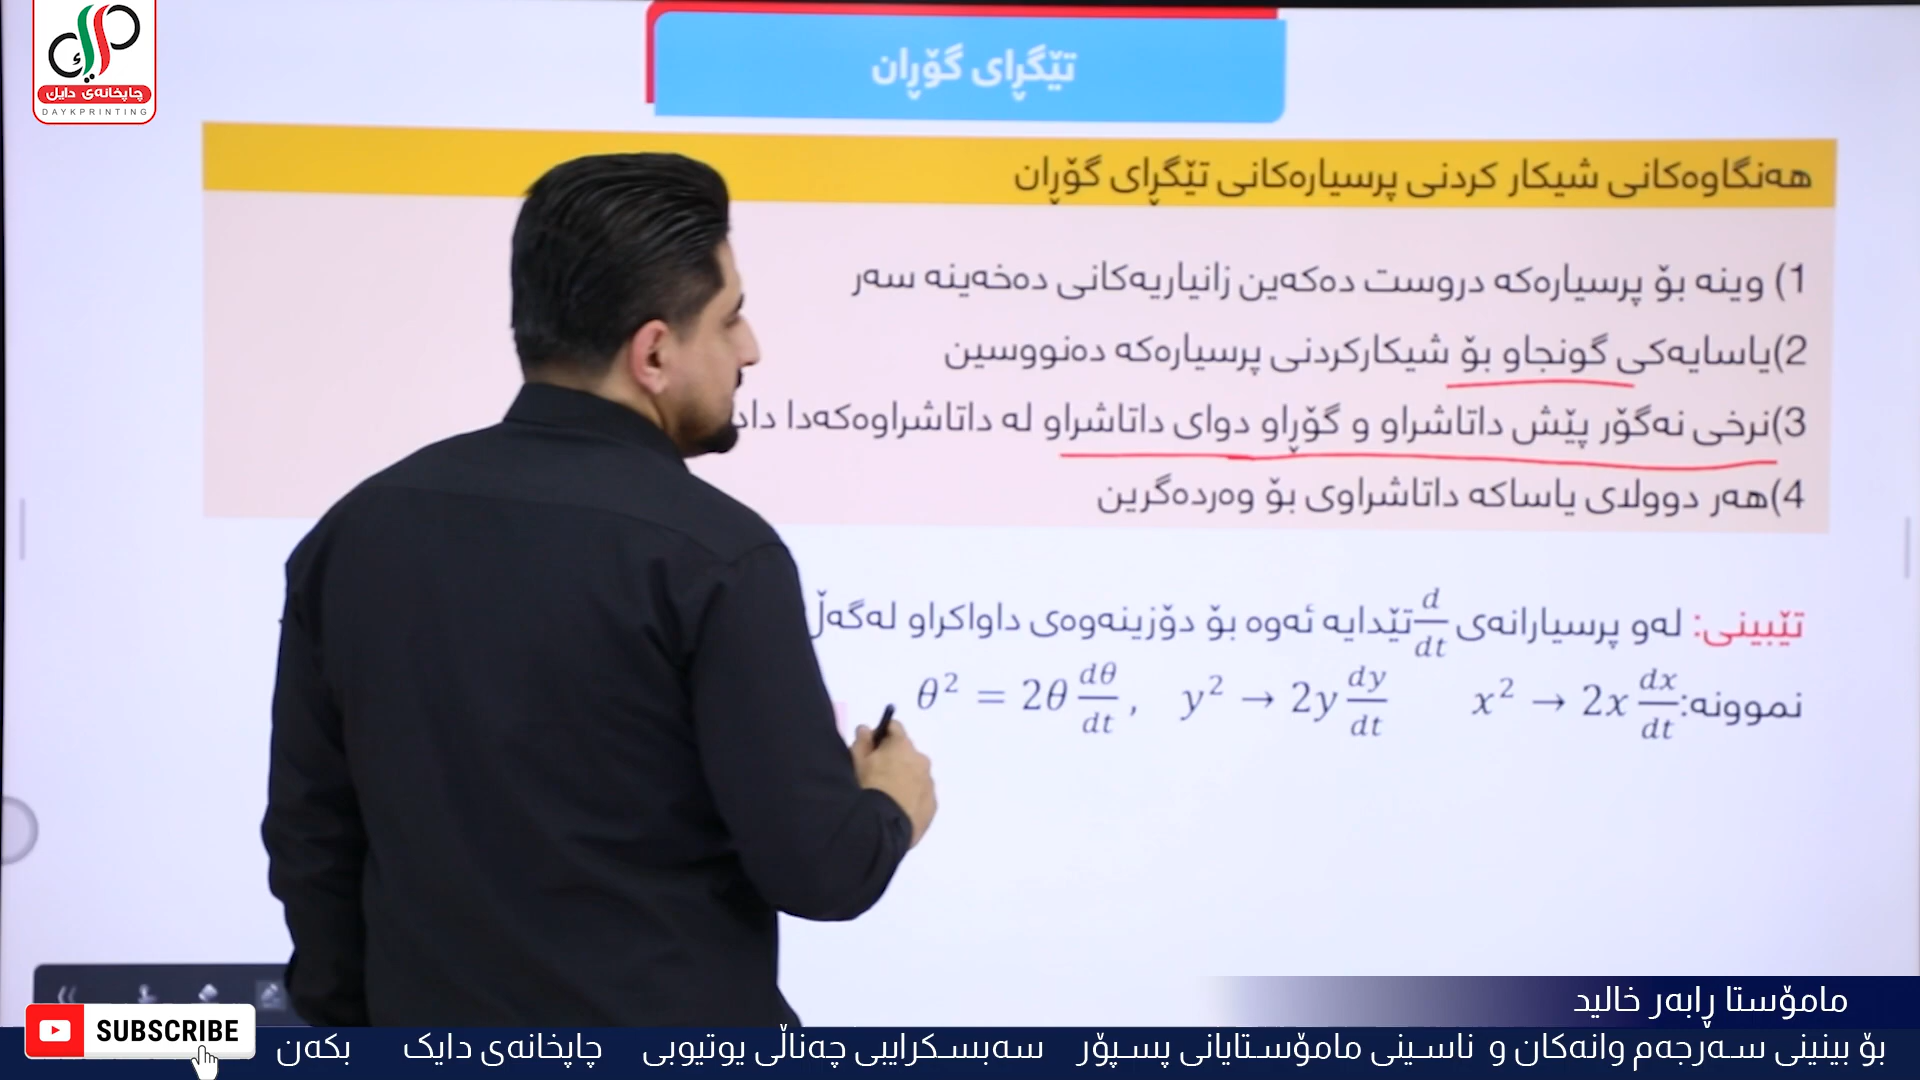 چاپخانەی دایك
DAYKPRINTING
تێگڕای گۆڕان
هەنگاوەکانی شیکار کردنی پرسیارەکانی تێگڕای گۆڕان
1) وینە بۆ پرسیارەکە دروست دەکەین زانیاریەکانی دەخەینە سەر
2)یاسایەکی گونجاو بۆ شیکارکردنی پرسیارەکە دەنووسین
3)نرخی نەگۆر پێش داتاشراو و گۆڕاو دوای داتاشراو لە داتاشراوەکەدا
4)هەر دوولای یاساکە داتاشراوی بۆ وەردەگرین
تێبینی: لەو پرسیارانەی d/dt تێدایە ئەوە بۆ دۆزینەوەی داواکراو لەگەڵ
نموونە: x² → 2x dx/dt y² → 2y dy/dt , θ² = 2θ dθ/dt
مامۆستا ڕابەر خالید
SUBSCRIBE
بۆ بینینی سەرجەم وانەکان و ناسینی مامۆستایانی پسپۆر سەبسکرایبی چەناڵی یوتیوبی چاپخانەی دایک بکەن